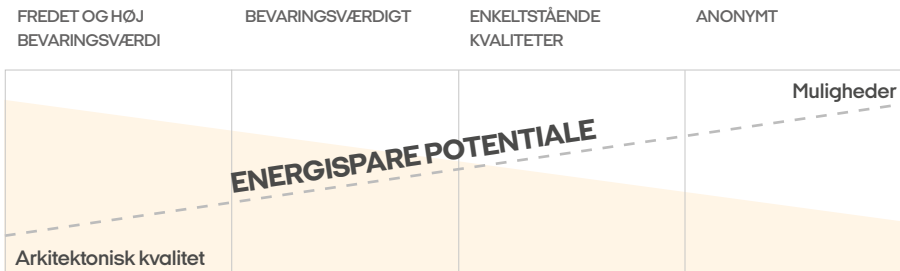 FREDET OG HØJ
BEVARINGSVÆRDI
BEVARINGSVÆRDIGT
ENKELTSTÅENDE
KVALITETER
ANONYMT
Muligheder
ENERGISPARE POTENTIALE
Arkitektonisk kvalitet